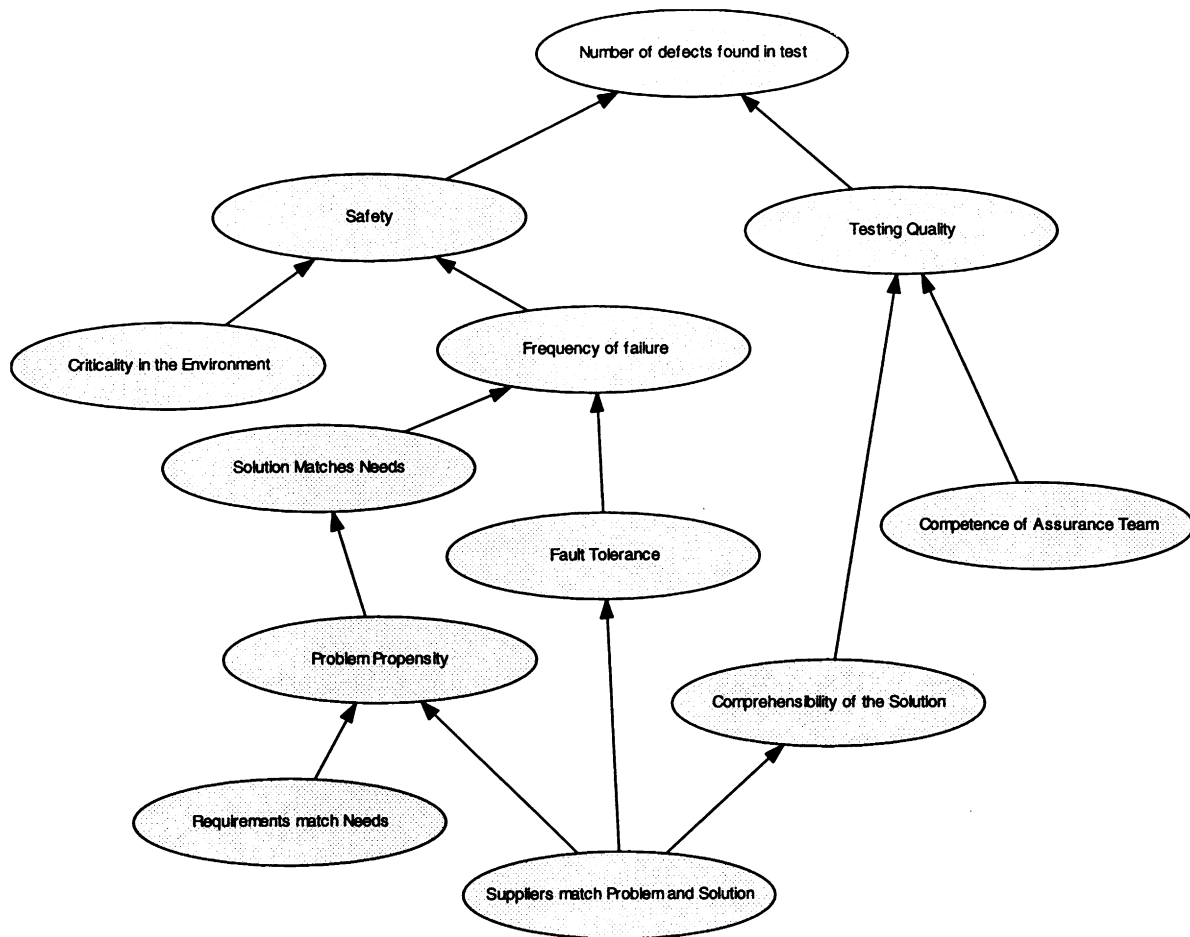 Number of defects found in test
Safety
Testing Quality
Criticality in the Environment
Frequency of failure
Solution Matches Needs
Competence of Assurance Team
Fault Tolerance
Problem Propensity
Comprehensibility of the Solution
Requirements match Needs
Suppliers match Problem and Solution